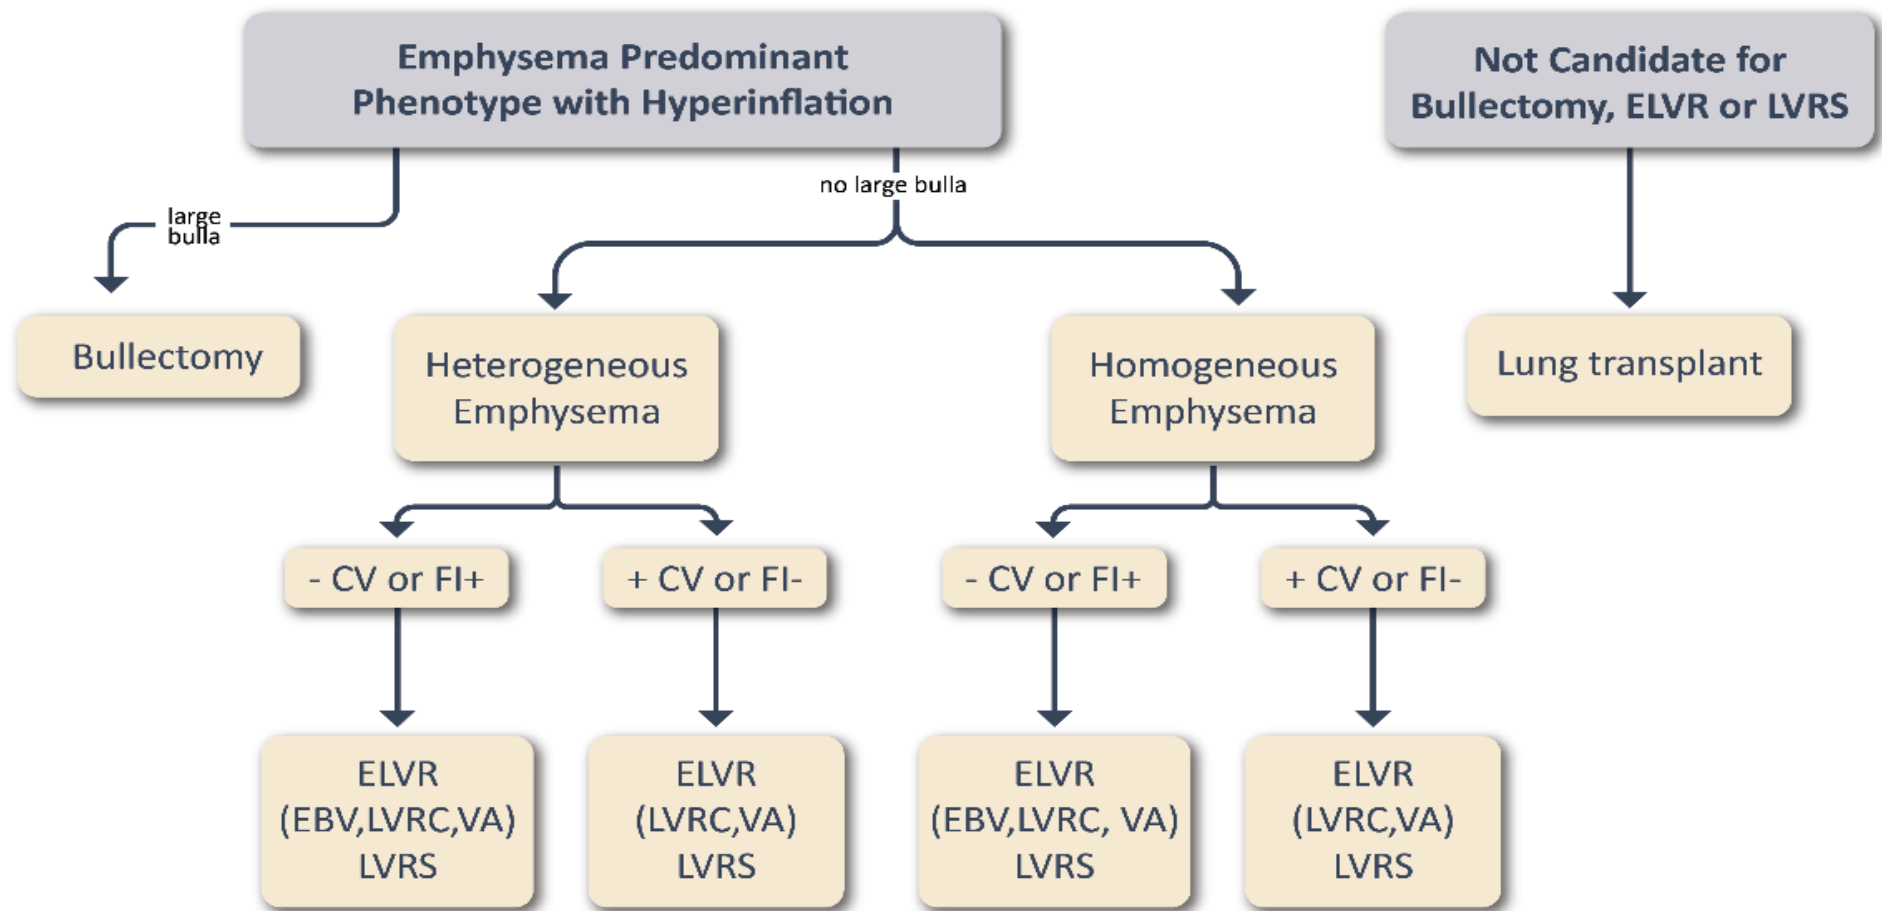 Emphysema Predominant
Phenotype with Hyperinflation
Not Candidate for
Bullectomy, ELVR or LVRS
large
bulla
no large bulla
Bullectomy
Heterogeneous
Emphysema
Homogeneous
Emphysema
Lung transplant
- CV or FI+
+ CV or FI-
- CV or FI+
+ CV or FI-
ELVR
(EBV,LVRC,VA)
LVRS
ELVR
(LVRC,VA)
LVRS
ELVR
(EBV,LVRC, VA)
LVRS
ELVR
(LVRC,VA)
LVRS